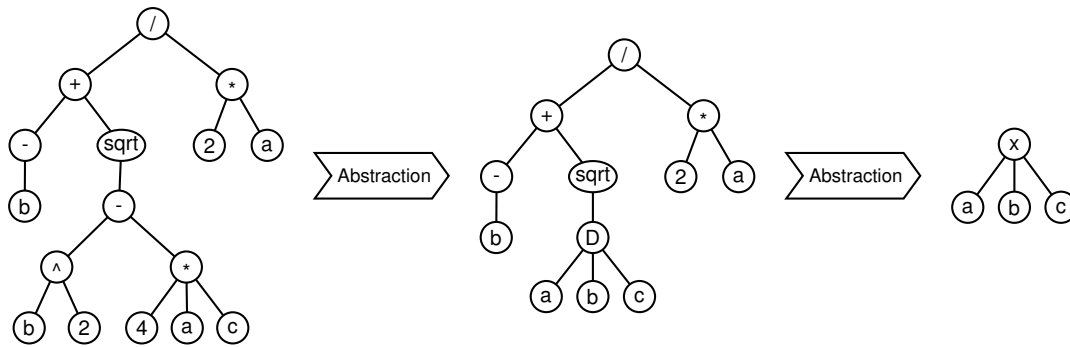 /
+ *
- sqrt 2 a
b -
^ *
b 2 4 a c
Abstraction
/
+ *
- sqrt 2 a
b D
a b c
Abstraction
x
a b c